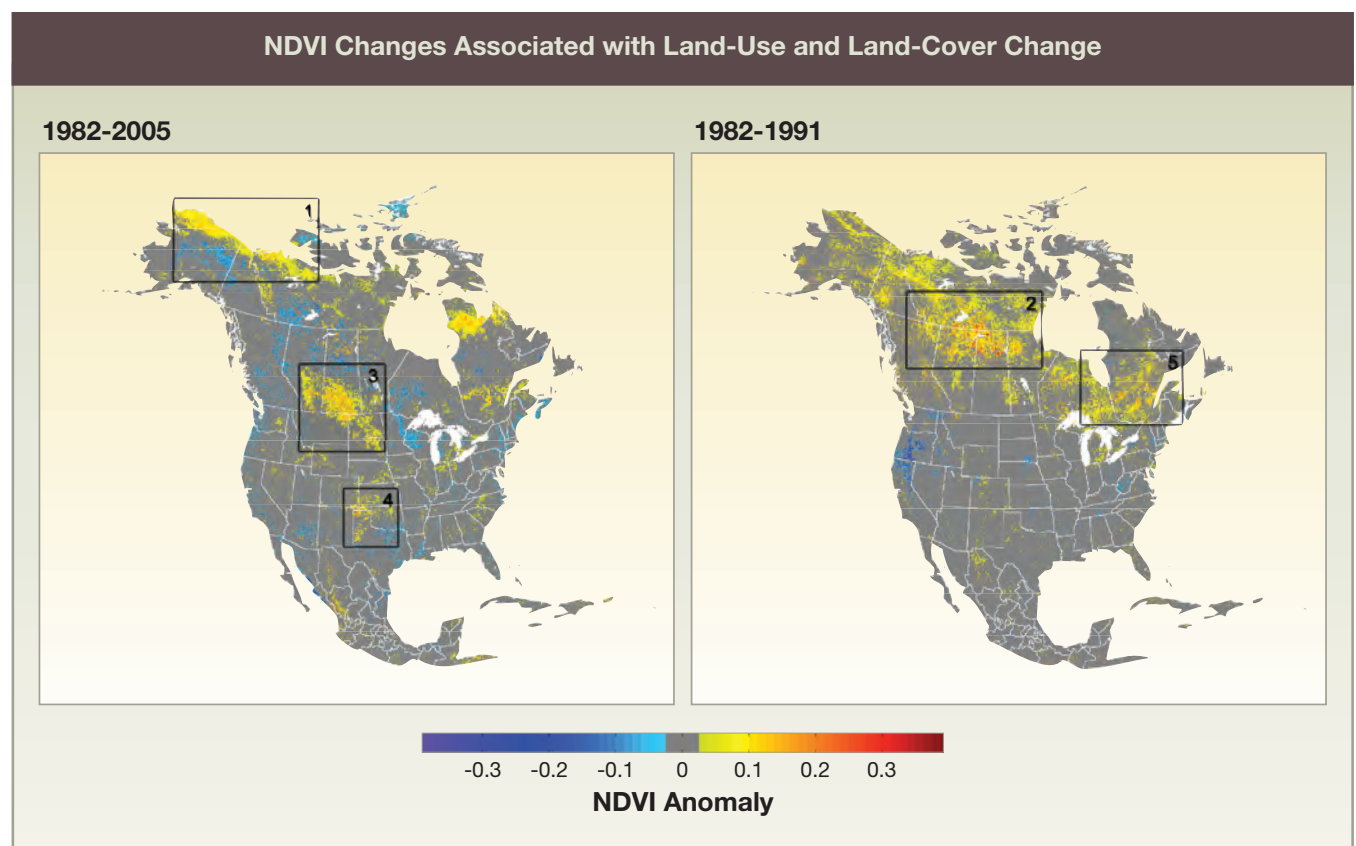 NDVI Changes Associated with Land-Use and Land-Cover Change
1982-2005
1982-1991
1
3
4
2
5
-0.3 -0.2 -0.1 0 0.1 0.2 0.3
NDVI Anomaly